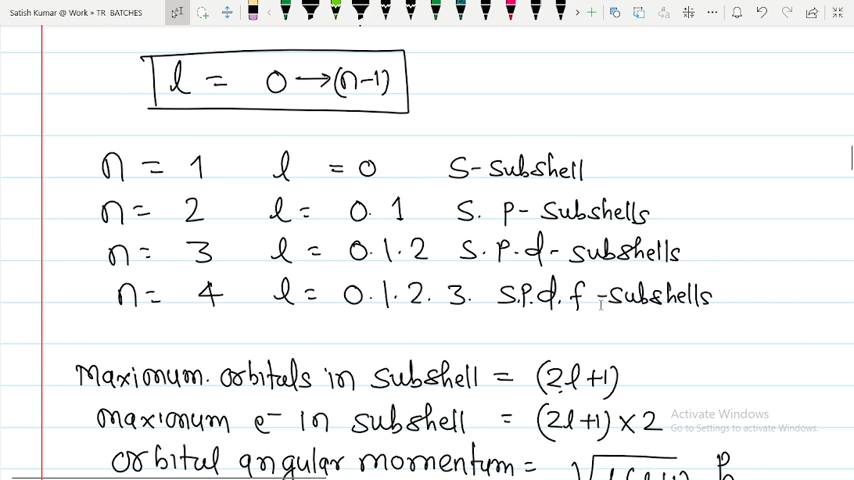 Satish Kumar @ Work » TR BATCHES
l = 0 → (n-1)
n = 1 l = 0 S-subshell
n = 2 l = 0.1 S. p-subshells
n = 3 l = 0.1.2 S.P.d-subshells
n = 4 l = 0.1.2.3. S.P.d.f-subshells
Maximum. orbitals in subshell = (2l+1)
maximum e⁻ in subshell = (2l+1)×2
Activate Windows
Go to Settings to activate Windows.
orbital angular momentum =